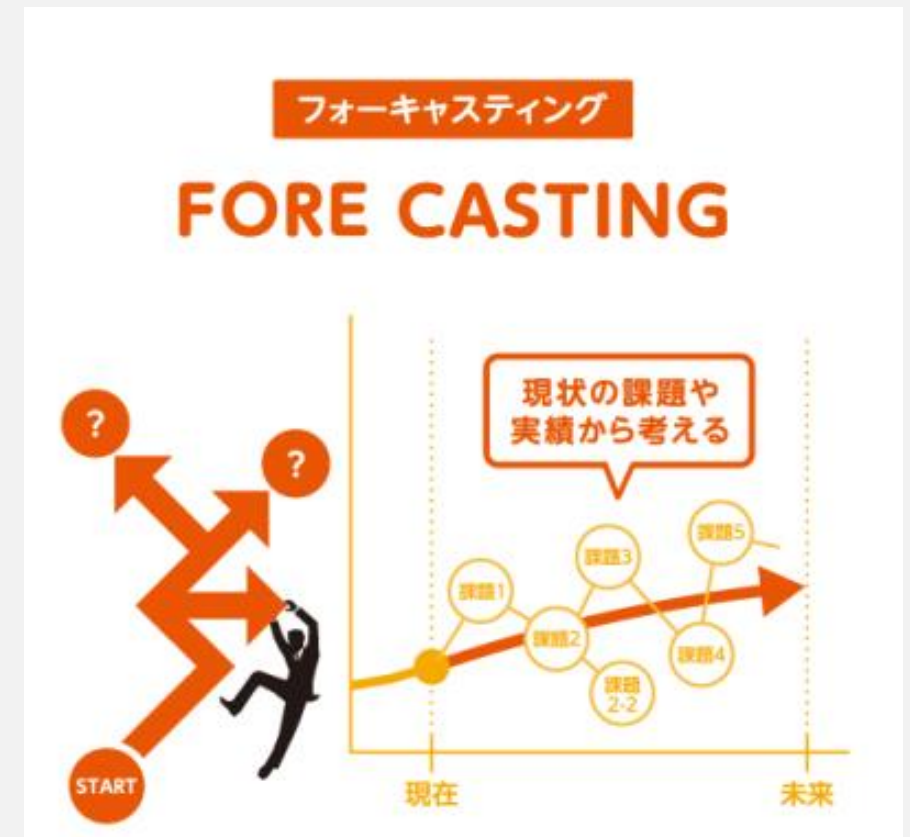 フォーキャスティング
FORE CASTING
?
?
START
現状の課題や
実績から考える
課題1
課題2
課題3
課題4
課題5
課題
2-2
現在
未来